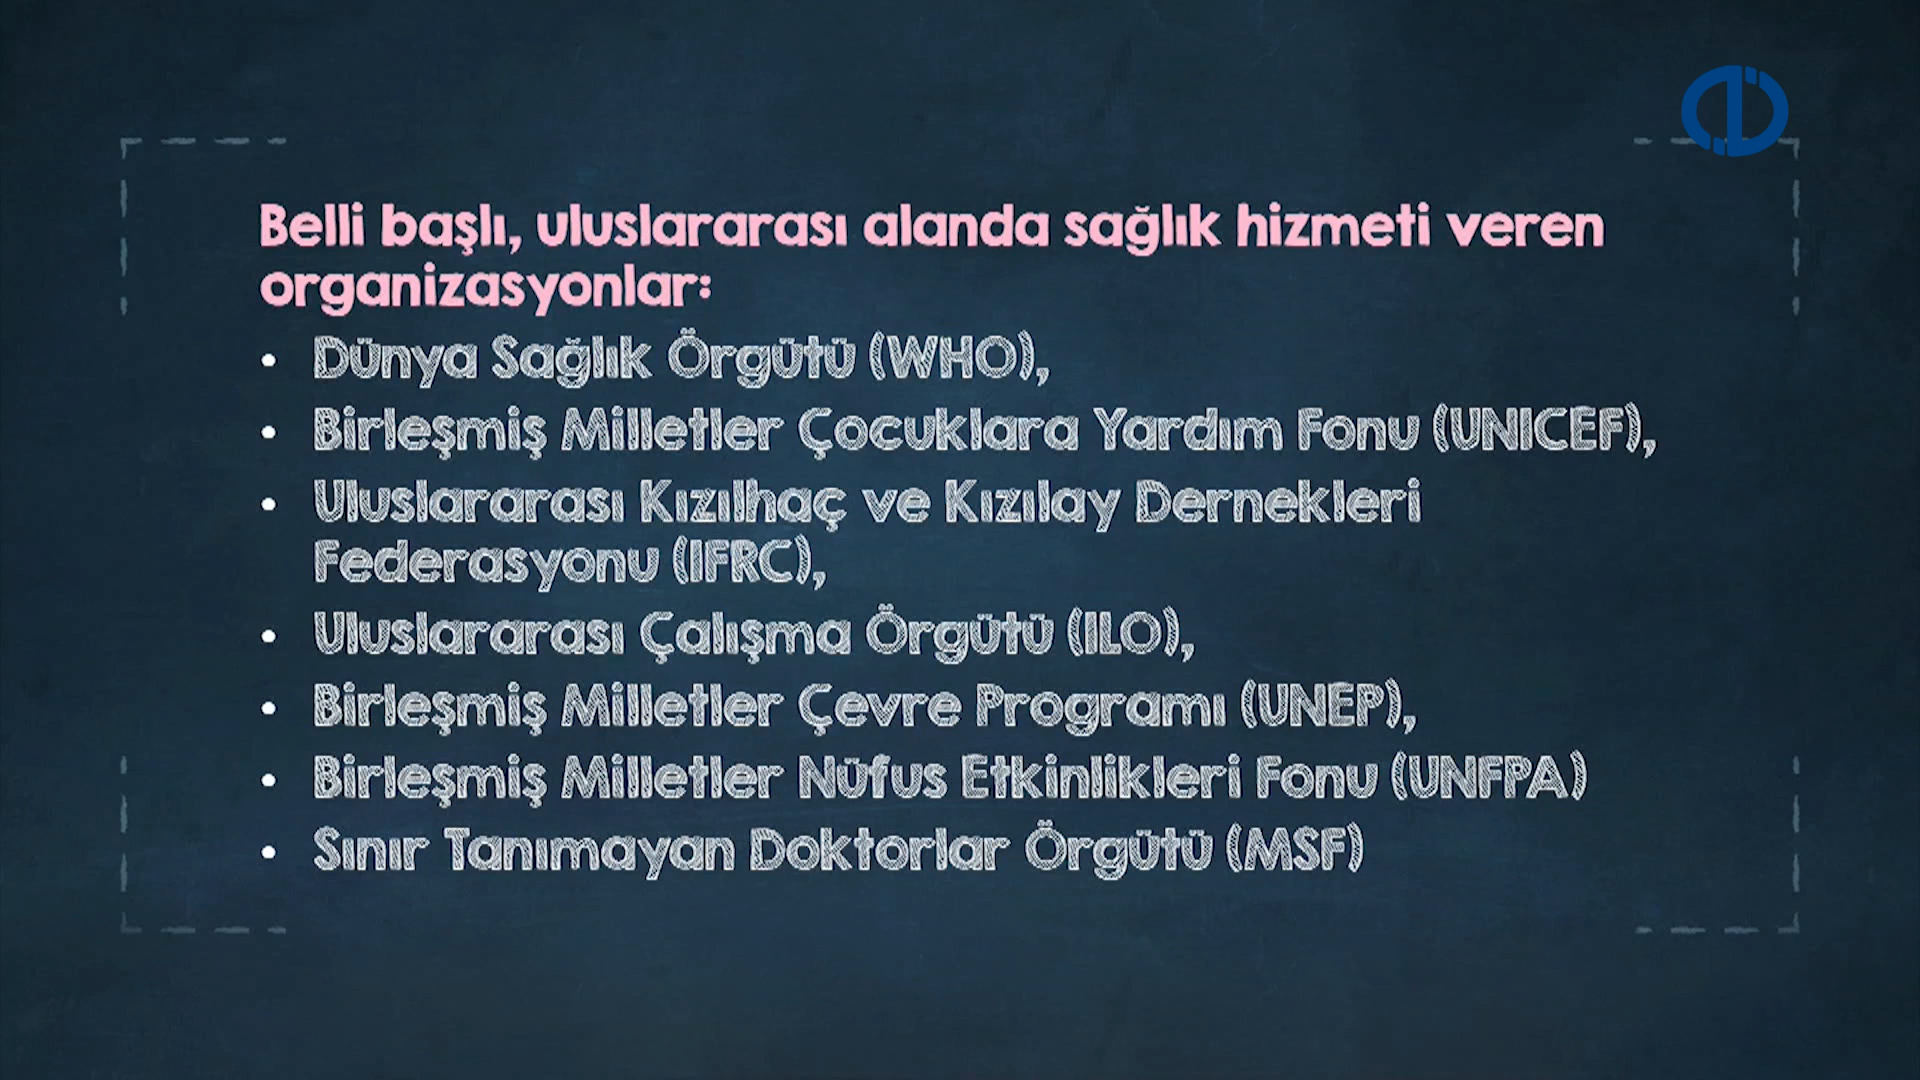 Belli başlı, uluslararası alanda sağlık hizmeti veren
organizasyonlar:
• Dünya Sağlık Örgütü (WHO),
• Birleşmiş Milletler Çocuklara Yardım Fonu (UNICEF),
• Uluslararası Kızılhaç ve Kızılay Dernekleri
Federasyonu (IFRC),
• Uluslararası Çalışma Örgütü (ILO),
• Birleşmiş Milletler Çevre Programı (UNEP),
• Birleşmiş Milletler Nüfus Etkinlikleri Fonu (UNFPA)
• Sınır Tanımayan Doktorlar Örgütü (MSF)